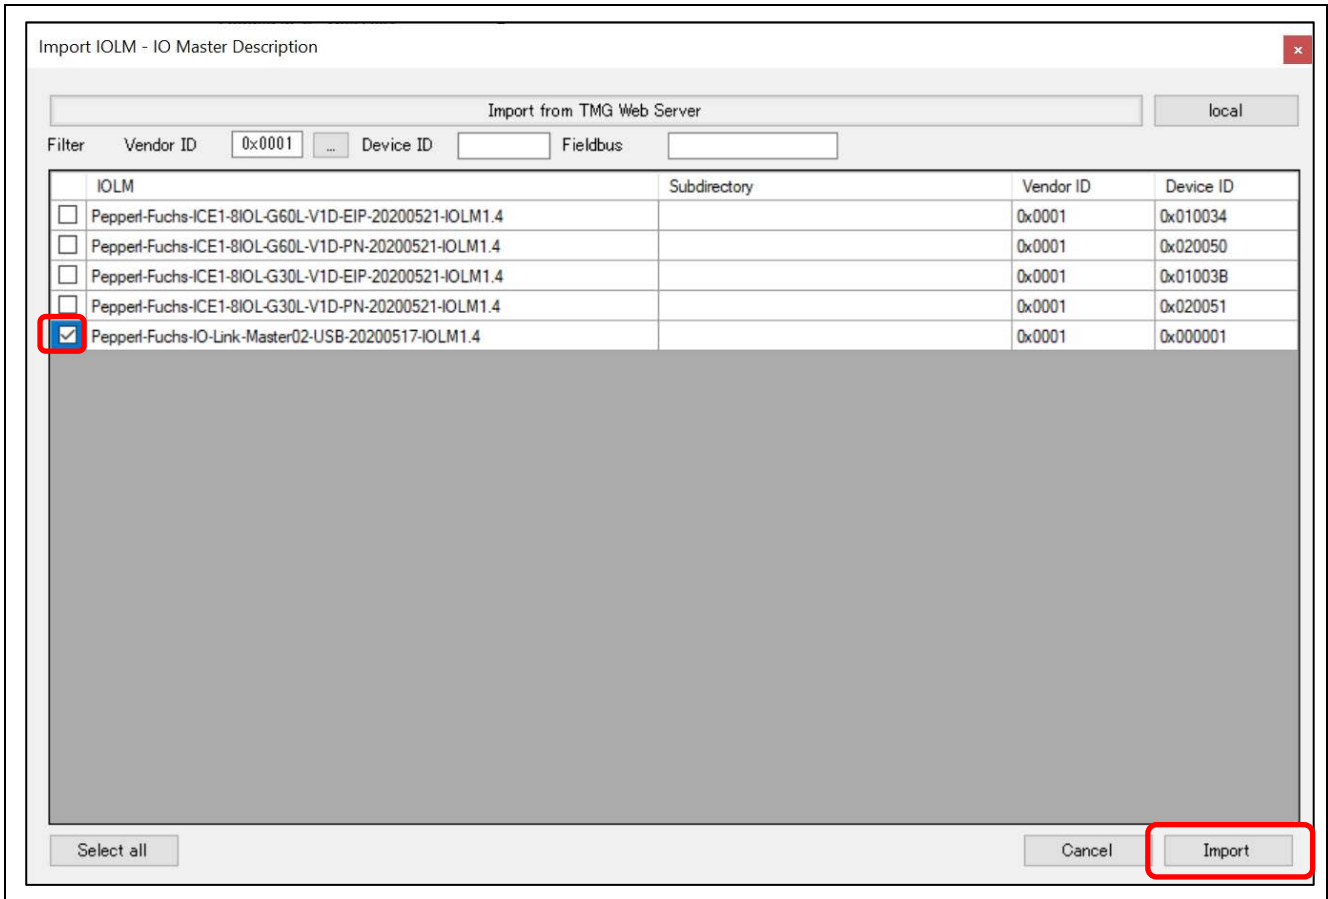 Import IOLM - IO Master Description
×
Import from TMG Web Server local
Filter Vendor ID 0x0001 ... Device ID Fieldbus
IOLM Subdirectory Vendor ID Device ID
Pepperl-Fuchs-ICE1-8IOL-G60L-V1D-EIP-20200521-IOLM1.4 0x0001 0x010034
Pepperl-Fuchs-ICE1-8IOL-G60L-V1D-PN-20200521-IOLM1.4 0x0001 0x020050
Pepperl-Fuchs-ICE1-8IOL-G30L-V1D-EIP-20200521-IOLM1.4 0x0001 0x01003B
Pepperl-Fuchs-ICE1-8IOL-G30L-V1D-PN-20200521-IOLM1.4 0x0001 0x020051
Pepperl-Fuchs-IO-Link-Master02-USB-20200517-IOLM1.4 0x0001 0x000001
Select all Cancel Import